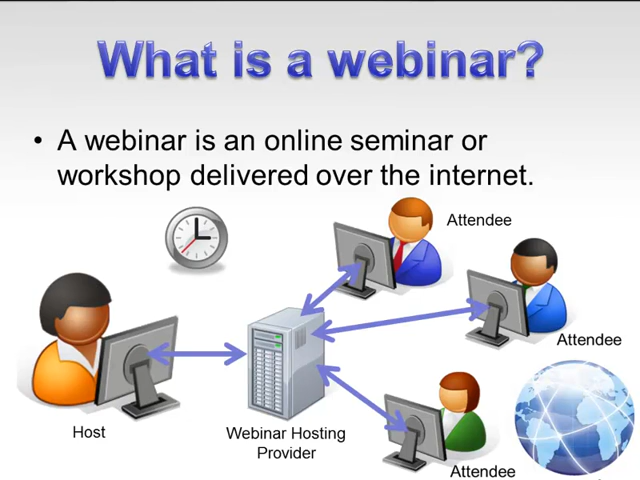 What is a webinar?
• A webinar is an online seminar or
workshop delivered over the internet.
Attendee
Attendee
Host
Webinar Hosting
Provider
Attendee